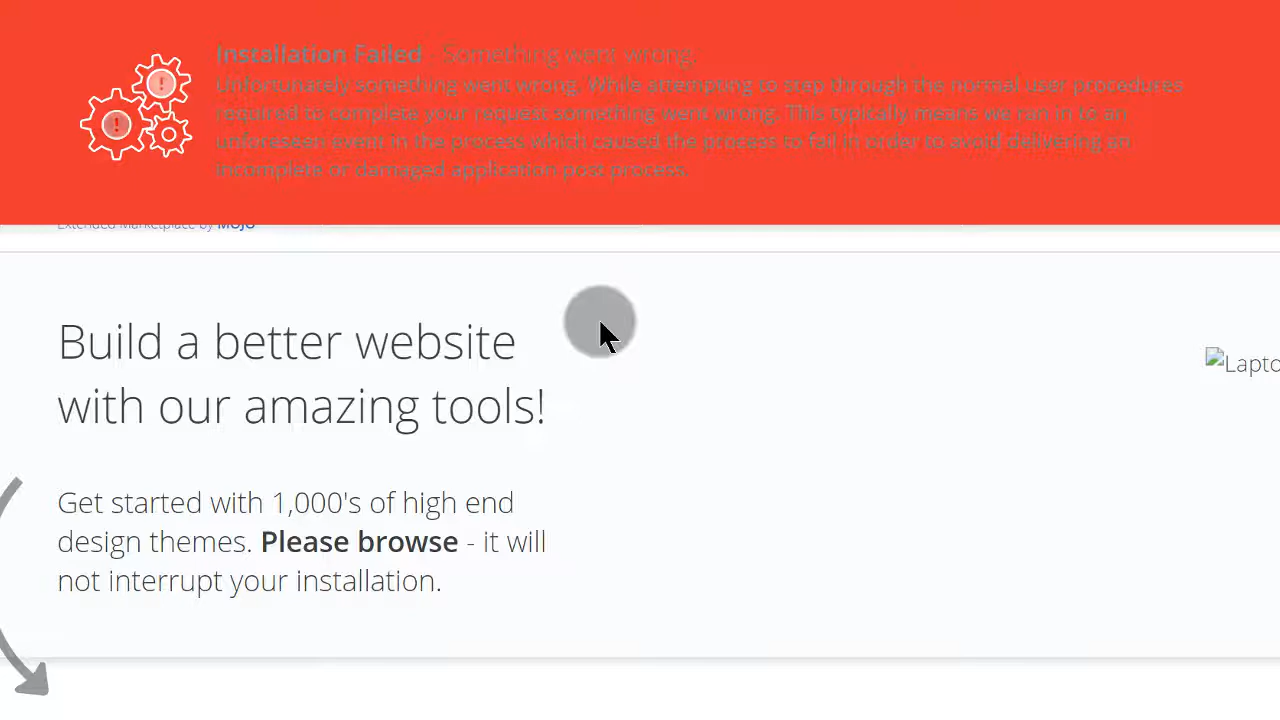 Installation Failed - Something went wrong.
Unfortunately something went wrong. While attempting to step through the normal user procedures
required to complete your request something went wrong. This typically means we ran in to an
unforeseen event in the process which caused the process to fail in order to avoid delivering an
incomplete or damaged application post process.
Extended Marketplace by MOJO
Build a better website
with our amazing tools!
Get started with 1,000's of high end
design themes. Please browse - it will
not interrupt your installation.
Lapto